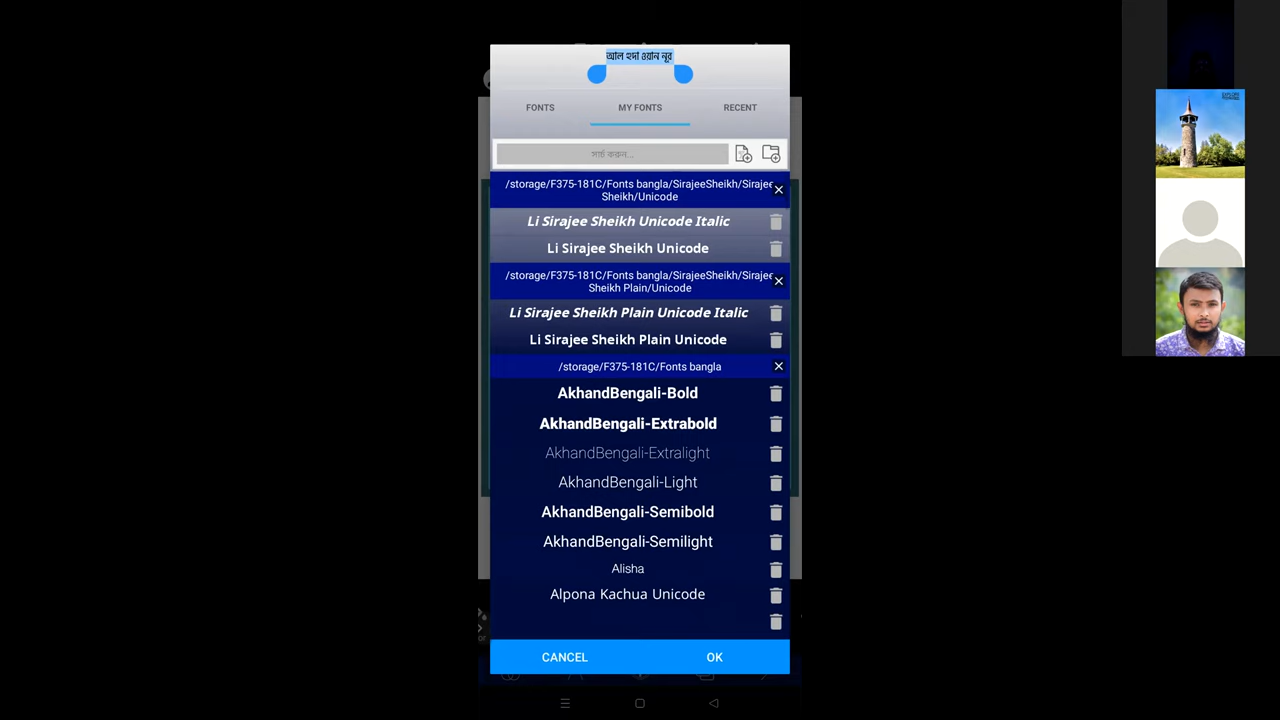 আল হুদা ওয়ান নূর
FONTS
MY FONTS
RECENT
সার্চ করুন...
/storage/F375-181C/Fonts bangla/SirajeeSheikh/Sirajee
Sheikh/Unicode
Li Sirajee Sheikh Unicode Italic
Li Sirajee Sheikh Unicode
/storage/F375-181C/Fonts bangla/SirajeeSheikh/Sirajee
Sheikh Plain/Unicode
Li Sirajee Sheikh Plain Unicode Italic
Li Sirajee Sheikh Plain Unicode
/storage/F375-181C/Fonts bangla
AkhandBengali-Bold
AkhandBengali-Extrabold
AkhandBengali-Extralight
AkhandBengali-Light
AkhandBengali-Semibold
AkhandBengali-Semilight
Alisha
Alpona Kachua Unicode
CANCEL
OK